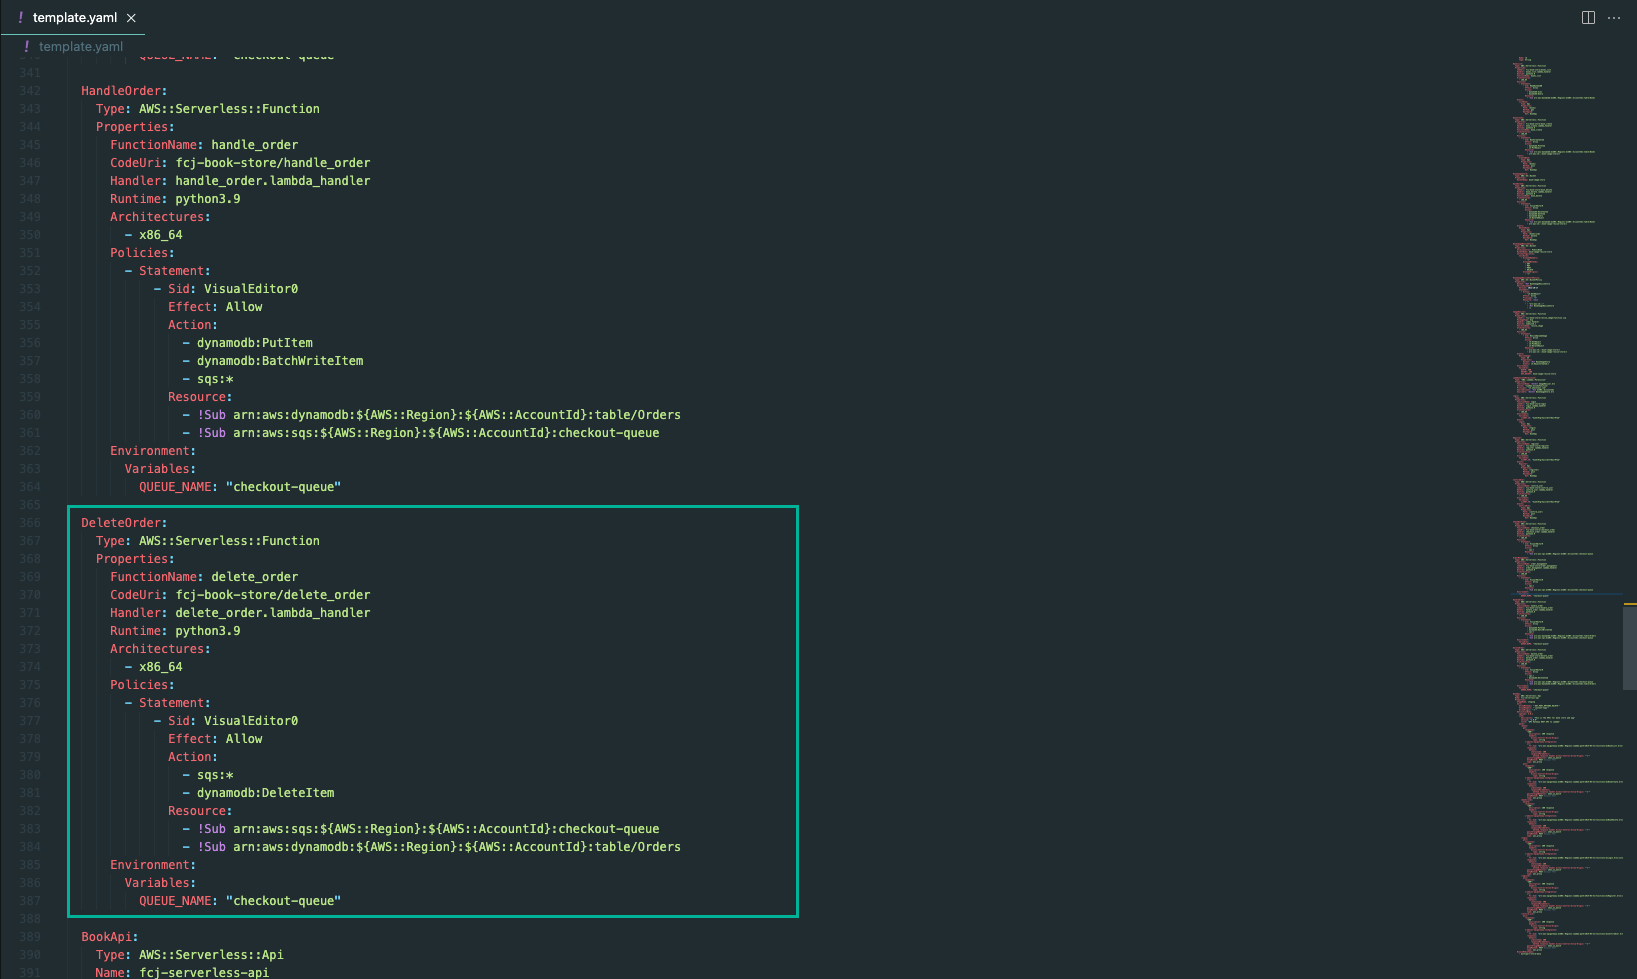 ! template.yaml ×
! template.yaml
QUEUE_NAME: "checkout-queue"
341
342 HandleOrder:
343 Type: AWS::Serverless::Function
344 Properties:
345 FunctionName: handle_order
346 CodeUri: fcj-book-store/handle_order
347 Handler: handle_order.lambda_handler
348 Runtime: python3.9
349 Architectures:
350 - x86_64
351 Policies:
352 - Statement:
353 - Sid: VisualEditor0
354 Effect: Allow
355 Action:
356 - dynamodb:PutItem
357 - dynamodb:BatchWriteItem
358 - sqs:*
359 Resource:
360 - !Sub arn:aws:dynamodb:${AWS::Region}:${AWS::AccountId}:table/Orders
361 - !Sub arn:aws:sqs:${AWS::Region}:${AWS::AccountId}:checkout-queue
362 Environment:
363 Variables:
364 QUEUE_NAME: "checkout-queue"
365
366 DeleteOrder:
367 Type: AWS::Serverless::Function
368 Properties:
369 FunctionName: delete_order
370 CodeUri: fcj-book-store/delete_order
371 Handler: delete_order.lambda_handler
372 Runtime: python3.9
373 Architectures:
374 - x86_64
375 Policies:
376 - Statement:
377 - Sid: VisualEditor0
378 Effect: Allow
379 Action:
380 - sqs:*
381 - dynamodb:DeleteItem
382 Resource:
383 - !Sub arn:aws:sqs:${AWS::Region}:${AWS::AccountId}:checkout-queue
384 - !Sub arn:aws:dynamodb:${AWS::Region}:${AWS::AccountId}:table/Orders
385 Environment:
386 Variables:
387 QUEUE_NAME: "checkout-queue"
388
389 BookApi:
390 Type: AWS::Serverless::Api
391 Name: fcj-serverless-api